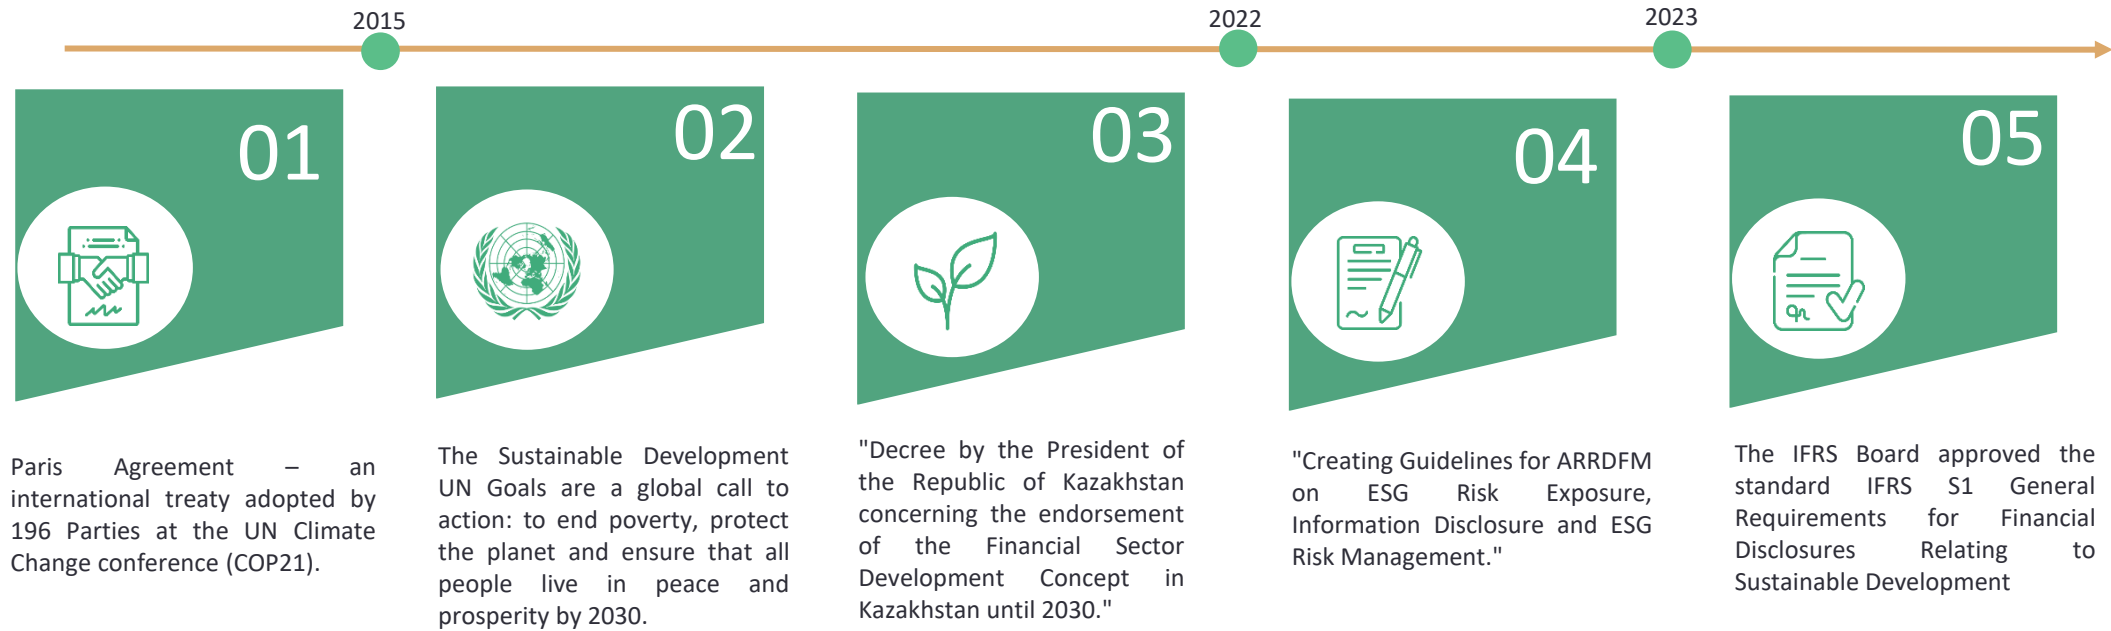 2015
2022
2023
01
02
03
04
05
Paris Agreement – an
international treaty adopted by
196 Parties at the UN Climate
Change conference (COP21).
The Sustainable Development
UN Goals are a global call to
action: to end poverty, protect
the planet and ensure that all
people live in peace and
prosperity by 2030.
"Decree by the President of
the Republic of Kazakhstan
concerning the endorsement
of the Financial Sector
Development Concept in
Kazakhstan until 2030."
"Creating Guidelines for ARRDFM
on ESG Risk Exposure,
Information Disclosure and ESG
Risk Management."
The IFRS Board approved the
standard IFRS S1 General
Requirements for Financial
Disclosures Relating to
Sustainable Development